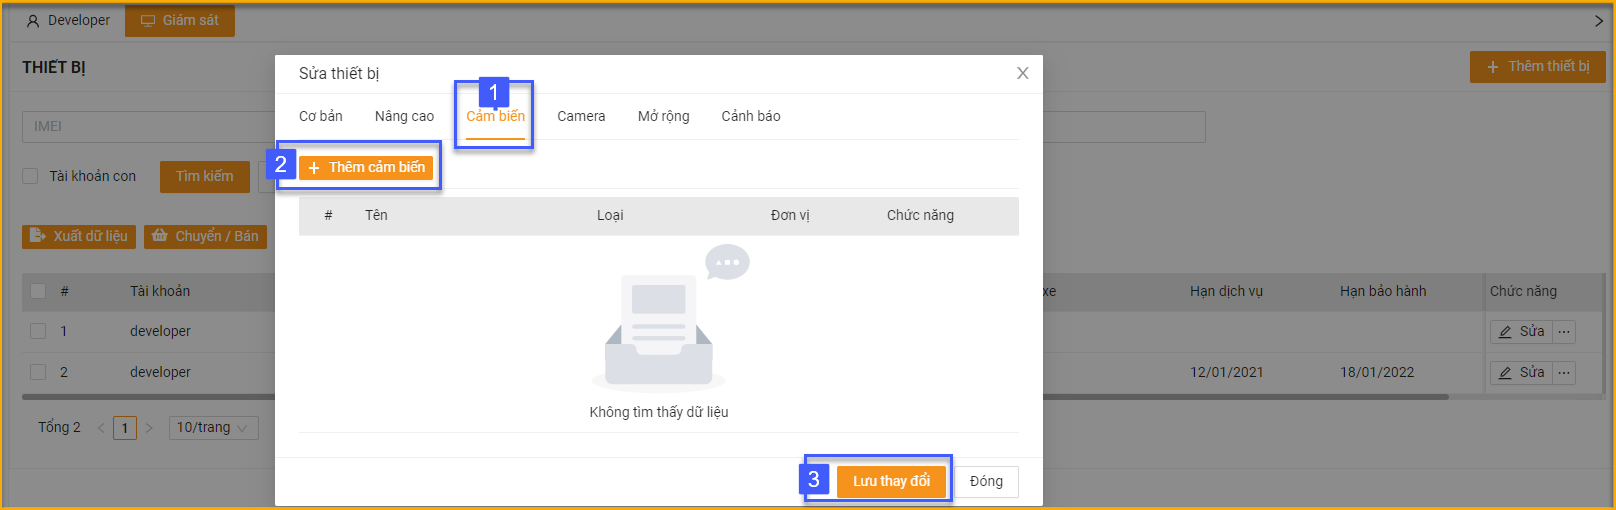 Developer
Giám sát
THIẾT BỊ
Thêm thiết bị
IMEI
Tài khoản con
Tìm kiếm
Xuất dữ liệu
Chuyển / Bán
# Tài khoản
xe Hạn dịch vụ Hạn bảo hành Chức năng
1 developer
Sửa
2 developer
12/01/2021 18/01/2022
Sửa
Tổng 2
1
10/trang
Sửa thiết bị
1
Cơ bản Nâng cao Cảm biến Camera Mở rộng Cảnh báo
2
Thêm cảm biến
# Tên Loại Đơn vị Chức năng
Không tìm thấy dữ liệu
3
Lưu thay đổi
Đóng